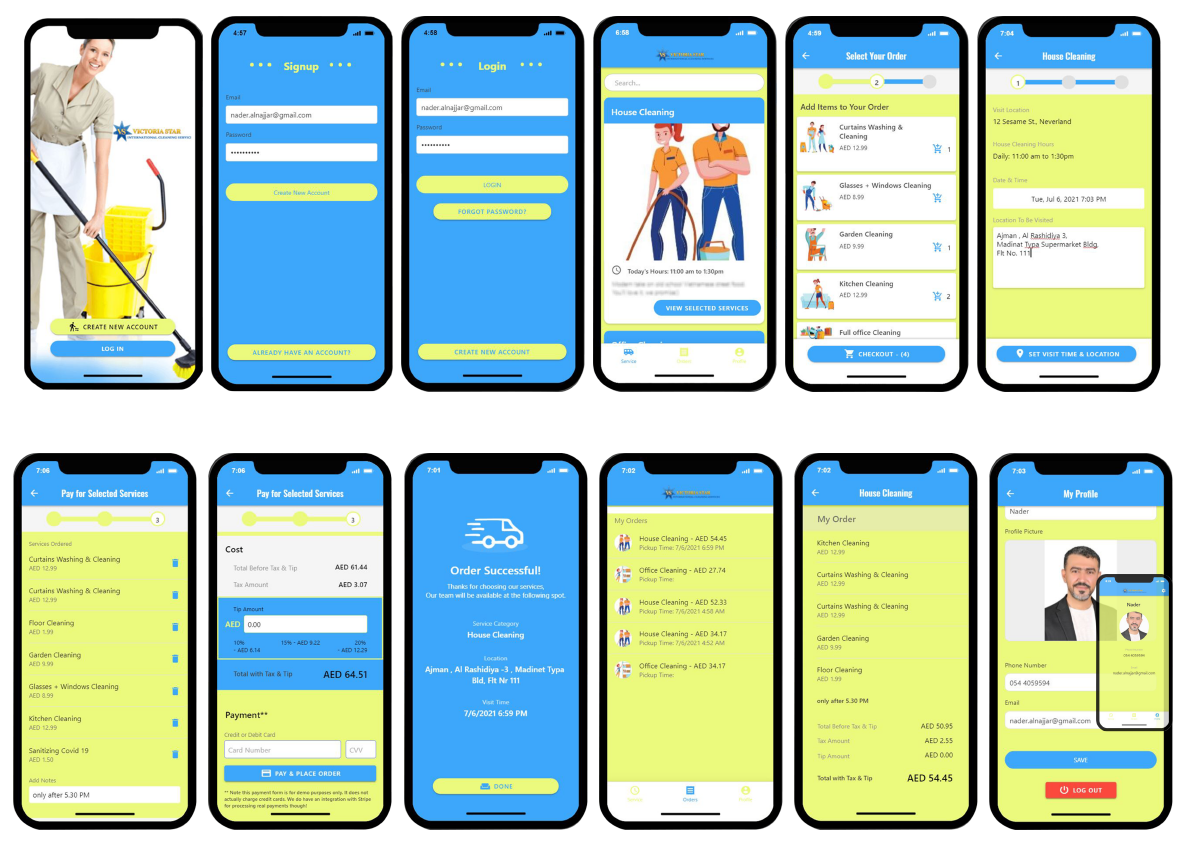 VICTORIA STAR
INTERNATIONAL CLEANING SERVICES
CREATE NEW ACCOUNT
LOG IN
4:57
Signup
Email
nader.alnajjar@gmail.com
Password
Create New Account
ALREADY HAVE AN ACCOUNT?
4:58
Login
Email
nader.alnajjar@gmail.com
Password
LOGIN
FORGOT PASSWORD?
CREATE NEW ACCOUNT
6:58
VICTORIA STAR
Search...
House Cleaning
Today's Hours: 11:00 am to 1:30pm
VIEW SELECTED SERVICES
Service
Orders
Profile
4:59
Select Your Order
2
Add Items to Your Order
Curtains Washing &
Cleaning
AED 12.99
1
Glasses + Windows Cleaning
AED 8.99
Garden Cleaning
AED 9.99
1
Kitchen Cleaning
AED 12.99
2
Full office Cleaning
CHECKOUT - (4)
7:04
House Cleaning
1
Visit Location
12 Sesame St., Neverland
House Cleaning Hours
Daily: 11:00 am to 1:30pm
Date & Time
Tue, Jul 6, 2021 7:03 PM
Location To Be Visited
Ajman , Al Rashidiya 3,
Madinat Typa Supermarket Bldg,
Flt No. 111
SET VISIT TIME & LOCATION
7:06
Pay for Selected Services
3
Services Ordered
Curtains Washing & Cleaning
AED 12.99
Curtains Washing & Cleaning
AED 12.99
Floor Cleaning
AED 1.99
Garden Cleaning
AED 9.99
Glasses + Windows Cleaning
AED 8.99
Kitchen Cleaning
AED 12.99
Sanitizing Covid 19
AED 1.50
Add Notes
only after 5.30 PM
7:06
Pay for Selected Services
3
Cost
Total Before Tax & Tip AED 61.44
Tax Amount AED 3.07
Tip Amount
AED 0.00
10% 15% - AED 9.22 20%
- AED 6.14 - AED 12.29
Total with Tax & Tip AED 64.51
Payment**
Credit or Debit Card
Card Number CVV
PAY & PLACE ORDER
** Note this payment form is for demo purposes only. It does not
actually charge credit cards. We do have an integration with Stripe
for processing real payments though!
7:01
Order Successful!
Thanks for choosing our services,
Our team will be available at the following spot.
Service Category
House Cleaning
Location
Ajman , Al Rashidiya -3 , Madinet Typa
Bld, Flt Nr 111
Visit Time
7/6/2021 6:59 PM
DONE
7:02
VICTORIA STAR
My Orders
House Cleaning - AED 54.45
Pickup Time: 7/6/2021 6:59 PM
Office Cleaning - AED 27.74
Pickup Time:
House Cleaning - AED 52.33
Pickup Time: 7/6/2021 4:58 AM
House Cleaning - AED 34.17
Pickup Time: 7/6/2021 4:52 AM
Office Cleaning - AED 34.17
Pickup Time:
Service
Orders
Profile
7:02
House Cleaning
My Order
Kitchen Cleaning
AED 12.99
Curtains Washing & Cleaning
AED 12.99
Curtains Washing & Cleaning
AED 12.99
Garden Cleaning
AED 9.99
Floor Cleaning
AED 1.99
only after 5.30 PM
Total Before Tax & Tip AED 50.95
Tax Amount AED 2.55
Tip Amount AED 0.00
Total with Tax & Tip AED 54.45
7:03
My Profile
Nader
Profile Picture
Phone Number
054 4059594
Email
nader.alnajjar@gmail.com
SAVE
LOG OUT
Nader
054 4059594
nader.alnajjar@gmail.com